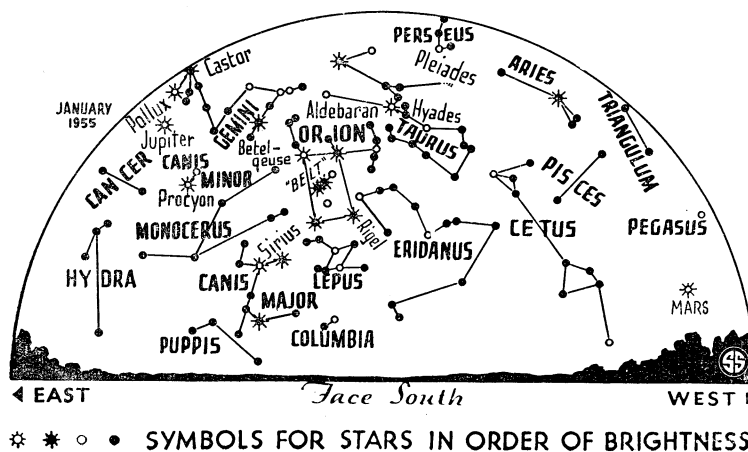 PERSEUS
Pleiades
ARIES
Castor
Pollux
JANUARY
1955
Jupiter
GEMINI
Aldebaran
Hyades
ORION
TAURUS
TRIANGULUM
CANCER
CANIS
MINOR
Betel-
geuse
"BELT"
Procyon
PISCES
MONOCERUS
Sirius
Rigel
ERIDANUS
CETUS
PEGASUS
HYDRA
CANIS
MAJOR
LEPUS
MARS
PUPPIS
COLUMBIA
EAST
Face South
WEST
SYMBOLS FOR STARS IN ORDER OF BRIGHTNESS